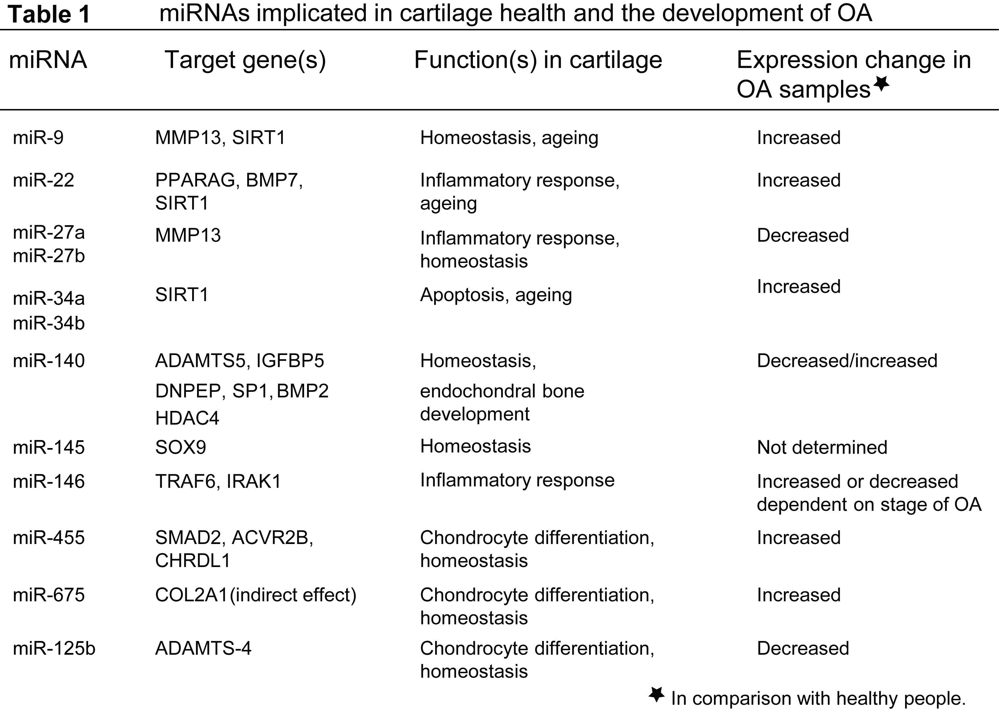 Table 1 miRNAs implicated in cartilage health and the development of OA
miRNA Target gene(s) Function(s) in cartilage Expression change in
OA samples★
miR-9 MMP13, SIRT1 Homeostasis, ageing Increased
miR-22 PPARAG, BMP7, Inflammatory response, Increased
SIRT1 ageing
miR-27a MMP13 Inflammatory response, Decreased
miR-27b homeostasis
miR-34a SIRT1 Apoptosis, ageing Increased
miR-34b
miR-140 ADAMTS5, IGFBP5 Homeostasis, Decreased/increased
DNPEP, SP1, BMP2 endochondral bone
HDAC4 development
miR-145 SOX9 Homeostasis Not determined
miR-146 TRAF6, IRAK1 Inflammatory response Increased or decreased
dependent on stage of OA
miR-455 SMAD2, ACVR2B, Chondrocyte differentiation, Increased
CHRDL1 homeostasis
miR-675 COL2A1(indirect effect) Chondrocyte differentiation, Increased
homeostasis
miR-125b ADAMTS-4 Chondrocyte differentiation, Decreased
homeostasis
★ In comparison with healthy people.